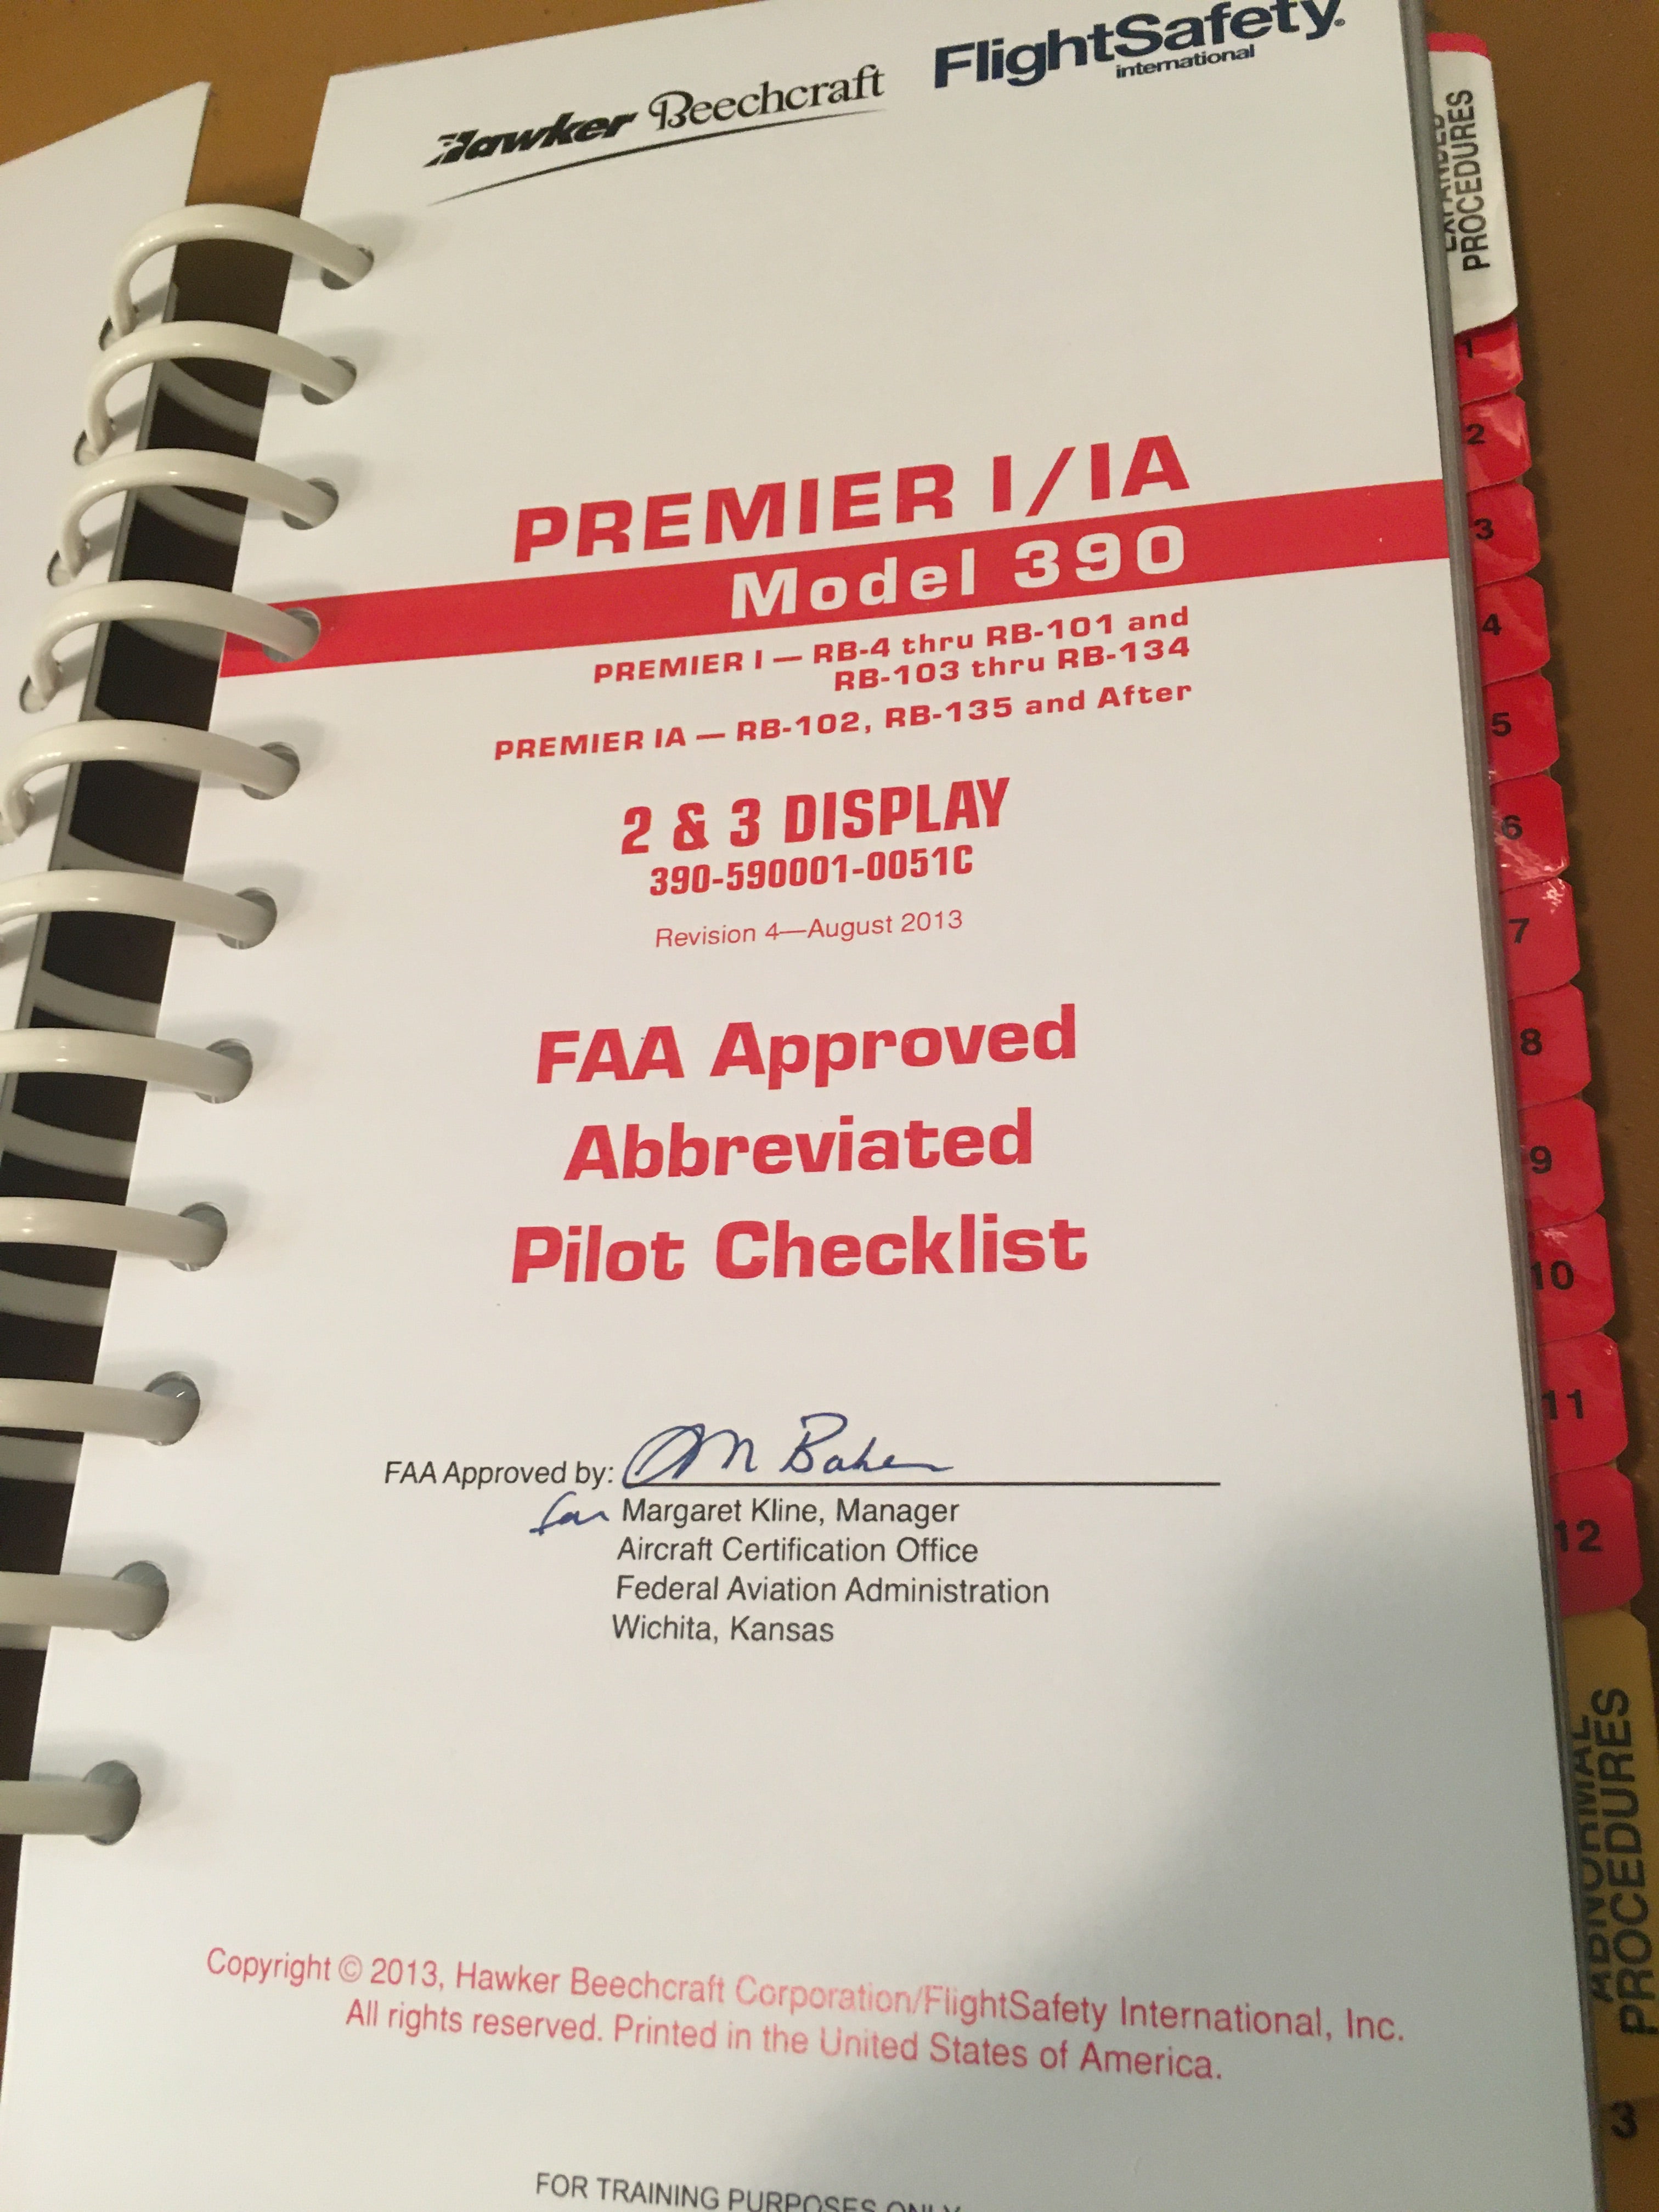 Hawker Beechcraft
FlightSafety
international
PREMIER I/IA
Model 390
PREMIER I — RB-4 thru RB-101 and
RB-103 thru RB-134
PREMIER IA — RB-102, RB-135 and After
2 & 3 DISPLAY
390-590001-0051C
Revision 4—August 2013
FAA Approved
Abbreviated
Pilot Checklist
FAA Approved by: M Baker
for Margaret Kline, Manager
Aircraft Certification Office
Federal Aviation Administration
Wichita, Kansas
Copyright © 2013, Hawker Beechcraft Corporation/FlightSafety International, Inc.
All rights reserved. Printed in the United States of America.
FOR TRAINING PURPOSES ONLY
EXPANDED
PROCEDURES
1
2
3
4
5
6
7
8
9
10
11
12
ABNORMAL
PROCEDURES
3